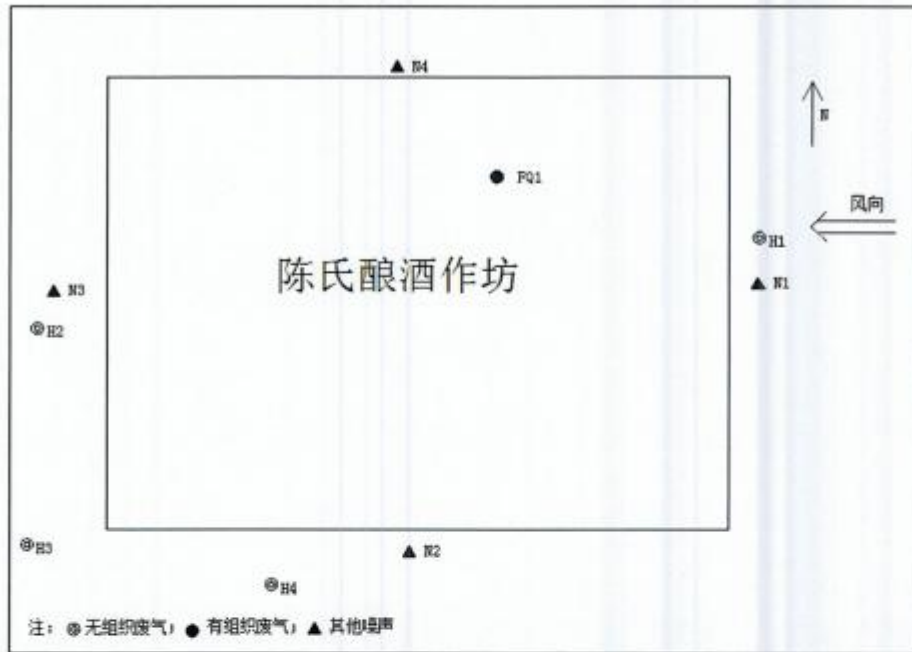 ▲ N4
N
● FQ1
风向
◎H1
陈氏酿酒作坊
▲ N3
▲ N1
◎H2
◎H3
▲ N2
◎H4
注：◎无组织废气；●有组织废气；▲其他噪声